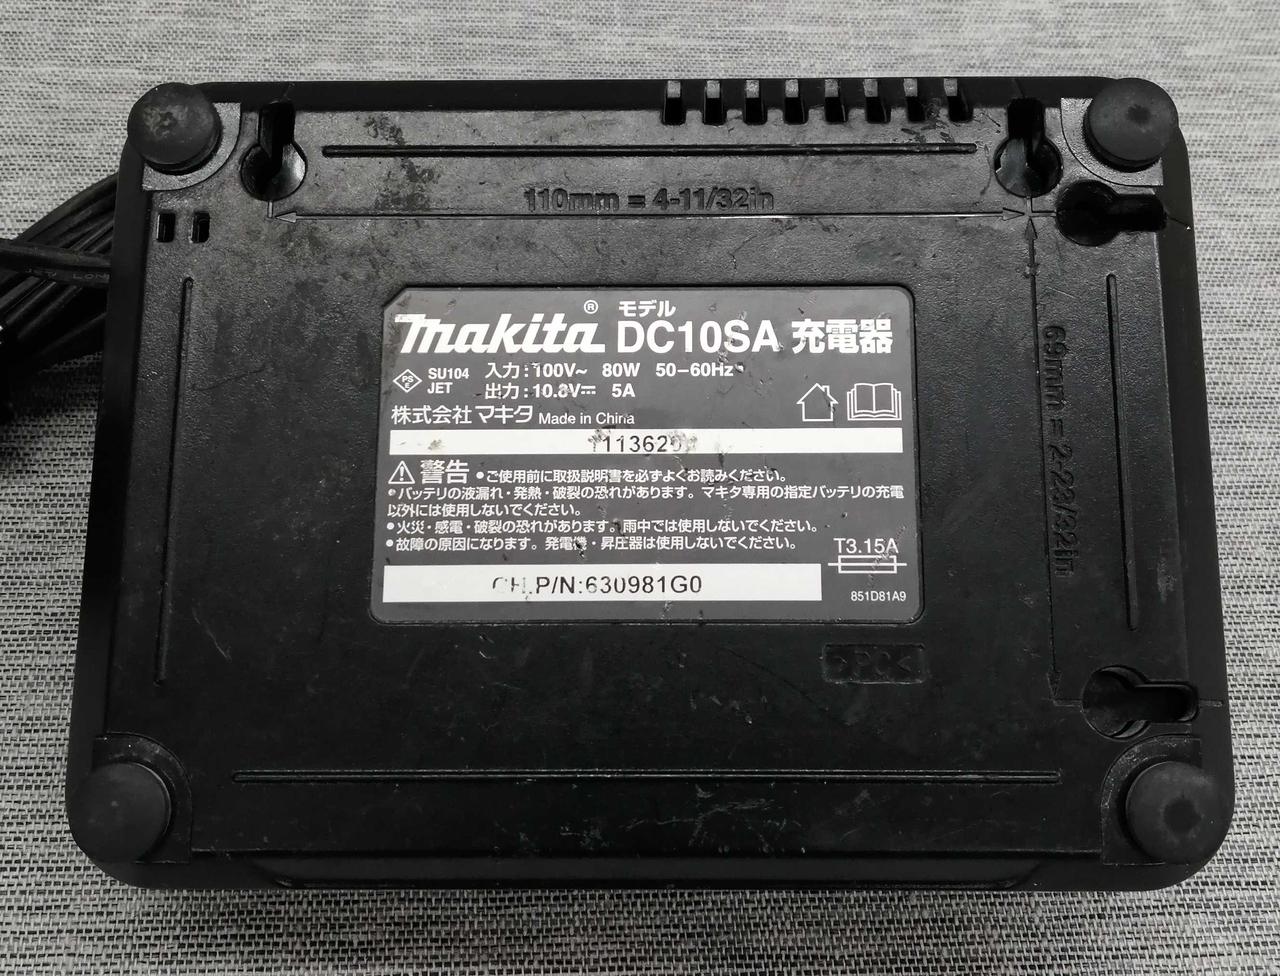 110mm = 4-11/32in
69mm = 2-23/32in
makita® モデル DC10SA 充電器
PS E SU104 JET
入力:100V~ 80W 50-60Hz
出力:10.8V⎓ 5A
株式会社マキタ Made in China
警告 •ご使用前に取扱説明書を必ずよくお読みください。
•バッテリの液漏れ・発熱・破裂の恐れがあります。マキタ専用の指定バッテリの充電
以外には使用しないでください。
•火災・感電・破裂の恐れがあります。雨中では使用しないでください。
•故障の原因になります。発電機・昇圧器は使用しないでください。
T3.15A
CH.P/N:630981G0
851D81A9
>PC<